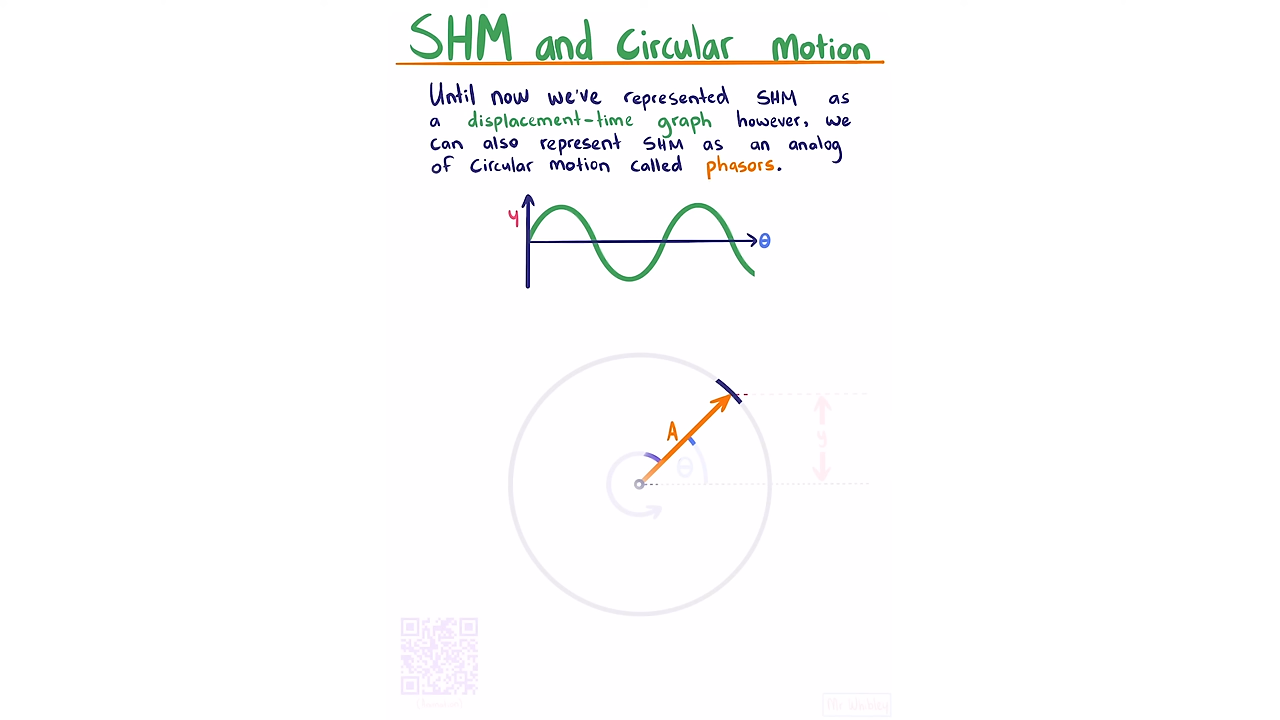 SHM and Circular Motion
Until now we've represented SHM as
a displacement-time graph however, we
can also represent SHM as an analog
of Circular motion called phasors.
y
θ
A
θ
y